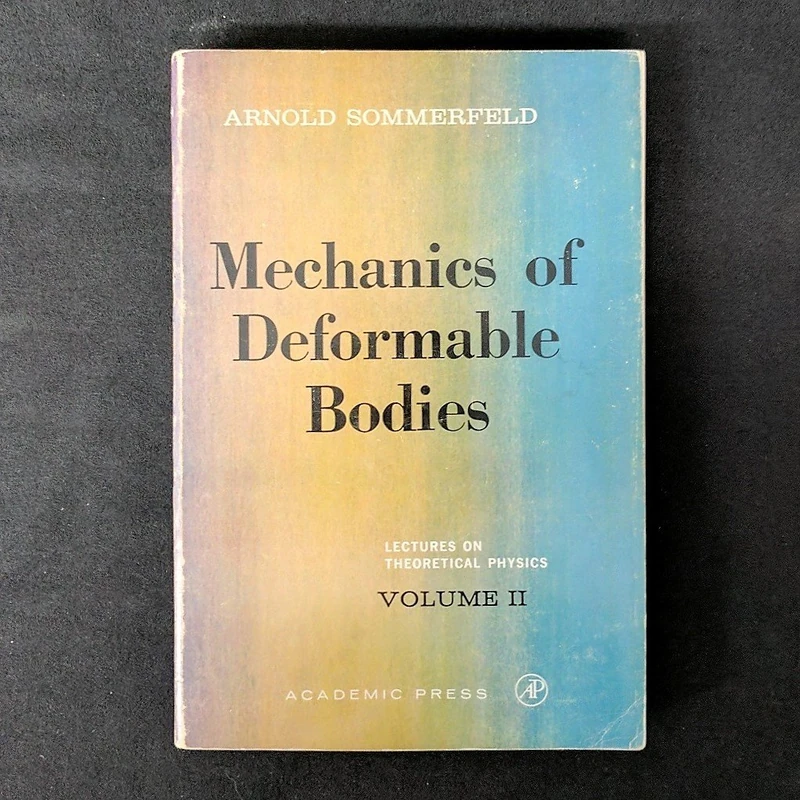 ARNOLD SOMMERFELD
Mechanics of
Deformable
Bodies
LECTURES ON
THEORETICAL PHYSICS
VOLUME II
ACADEMIC PRESS AP